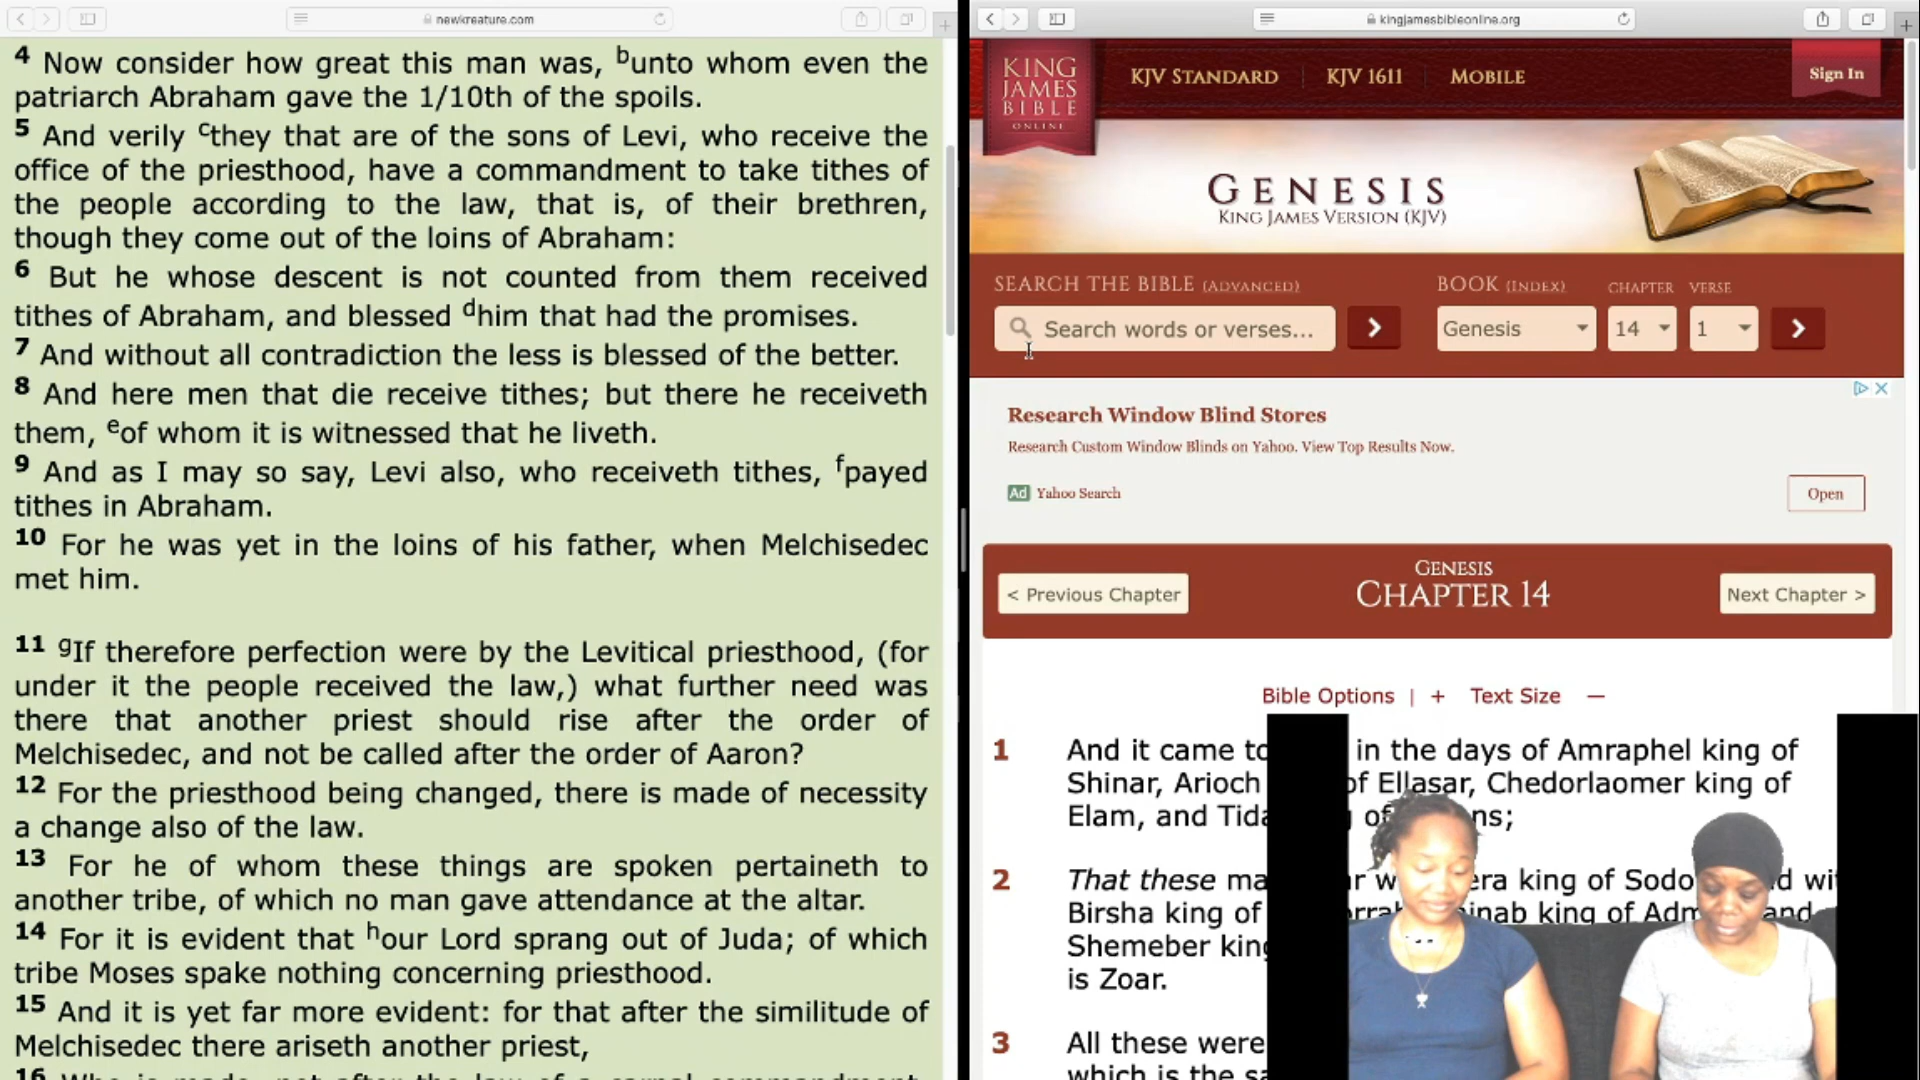 newkreature.com
4 Now consider how great this man was, bunto whom even the
patriarch Abraham gave the 1/10th of the spoils.
5 And verily cthey that are of the sons of Levi, who receive the
office of the priesthood, have a commandment to take tithes of
the people according to the law, that is, of their brethren,
though they come out of the loins of Abraham:
6 But he whose descent is not counted from them received
tithes of Abraham, and blessed dhim that had the promises.
7 And without all contradiction the less is blessed of the better.
8 And here men that die receive tithes; but there he receiveth
them, eof whom it is witnessed that he liveth.
9 And as I may so say, Levi also, who receiveth tithes, fpayed
tithes in Abraham.
10 For he was yet in the loins of his father, when Melchisedec
met him.
11 gIf therefore perfection were by the Levitical priesthood, (for
under it the people received the law,) what further need was
there that another priest should rise after the order of
Melchisedec, and not be called after the order of Aaron?
12 For the priesthood being changed, there is made of necessity
a change also of the law.
13 For he of whom these things are spoken pertaineth to
another tribe, of which no man gave attendance at the altar.
14 For it is evident that hour Lord sprang out of Juda; of which
tribe Moses spake nothing concerning priesthood.
15 And it is yet far more evident: for that after the similitude of
Melchisedec there ariseth another priest,
16 Who is made, not after the law of a carnal commandment,
kingjamesbibleonline.org
KING
JAMES
BIBLE
ONLINE
KJV STANDARD
KJV 1611
MOBILE
Sign In
GENESIS
KING JAMES VERSION (KJV)
SEARCH THE BIBLE (ADVANCED)
BOOK (INDEX) CHAPTER VERSE
Search words or verses... > Genesis 14 1 >
Research Window Blind Stores
Research Custom Window Blinds on Yahoo. View Top Results Now.
Ad Yahoo Search
Open
< Previous Chapter
GENESIS
CHAPTER 14
Next Chapter >
Bible Options | + Text Size —
1 And it came to in the days of Amraphel king of
Shinar, Arioch of Ellasar, Chedorlaomer king of
Elam, and
2 That these king of
Birsha king of king of
Shemeber
is Zoar.
3 All these were
which is the